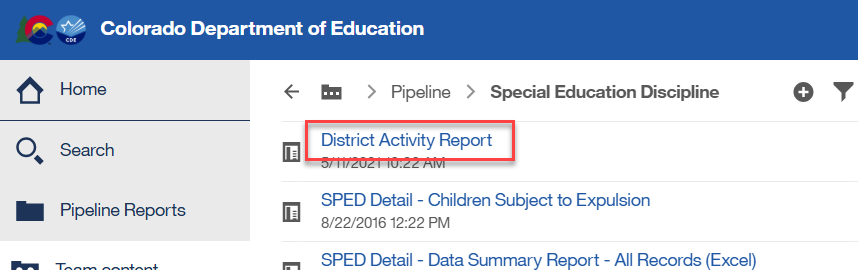 CDE
Colorado Department of Education
Home
Search
Pipeline Reports
Team content
Pipeline
Special Education Discipline
District Activity Report
5/11/2021 10:22 AM
SPED Detail - Children Subject to Expulsion
8/22/2016 12:22 PM
SPED Detail - Data Summary Report - All Records (Excel)